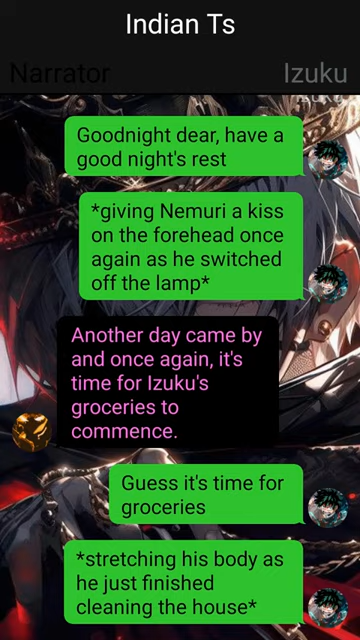 Indian Ts
Narrator
Izuku
Goodnight dear, have a
good night's rest
*giving Nemuri a kiss
on the forehead once
again as he switched
off the lamp*
Another day came by
and once again, it's
time for Izuku's
groceries to
commence.
Guess it's time for
groceries
*stretching his body as
he just finished
cleaning the house*